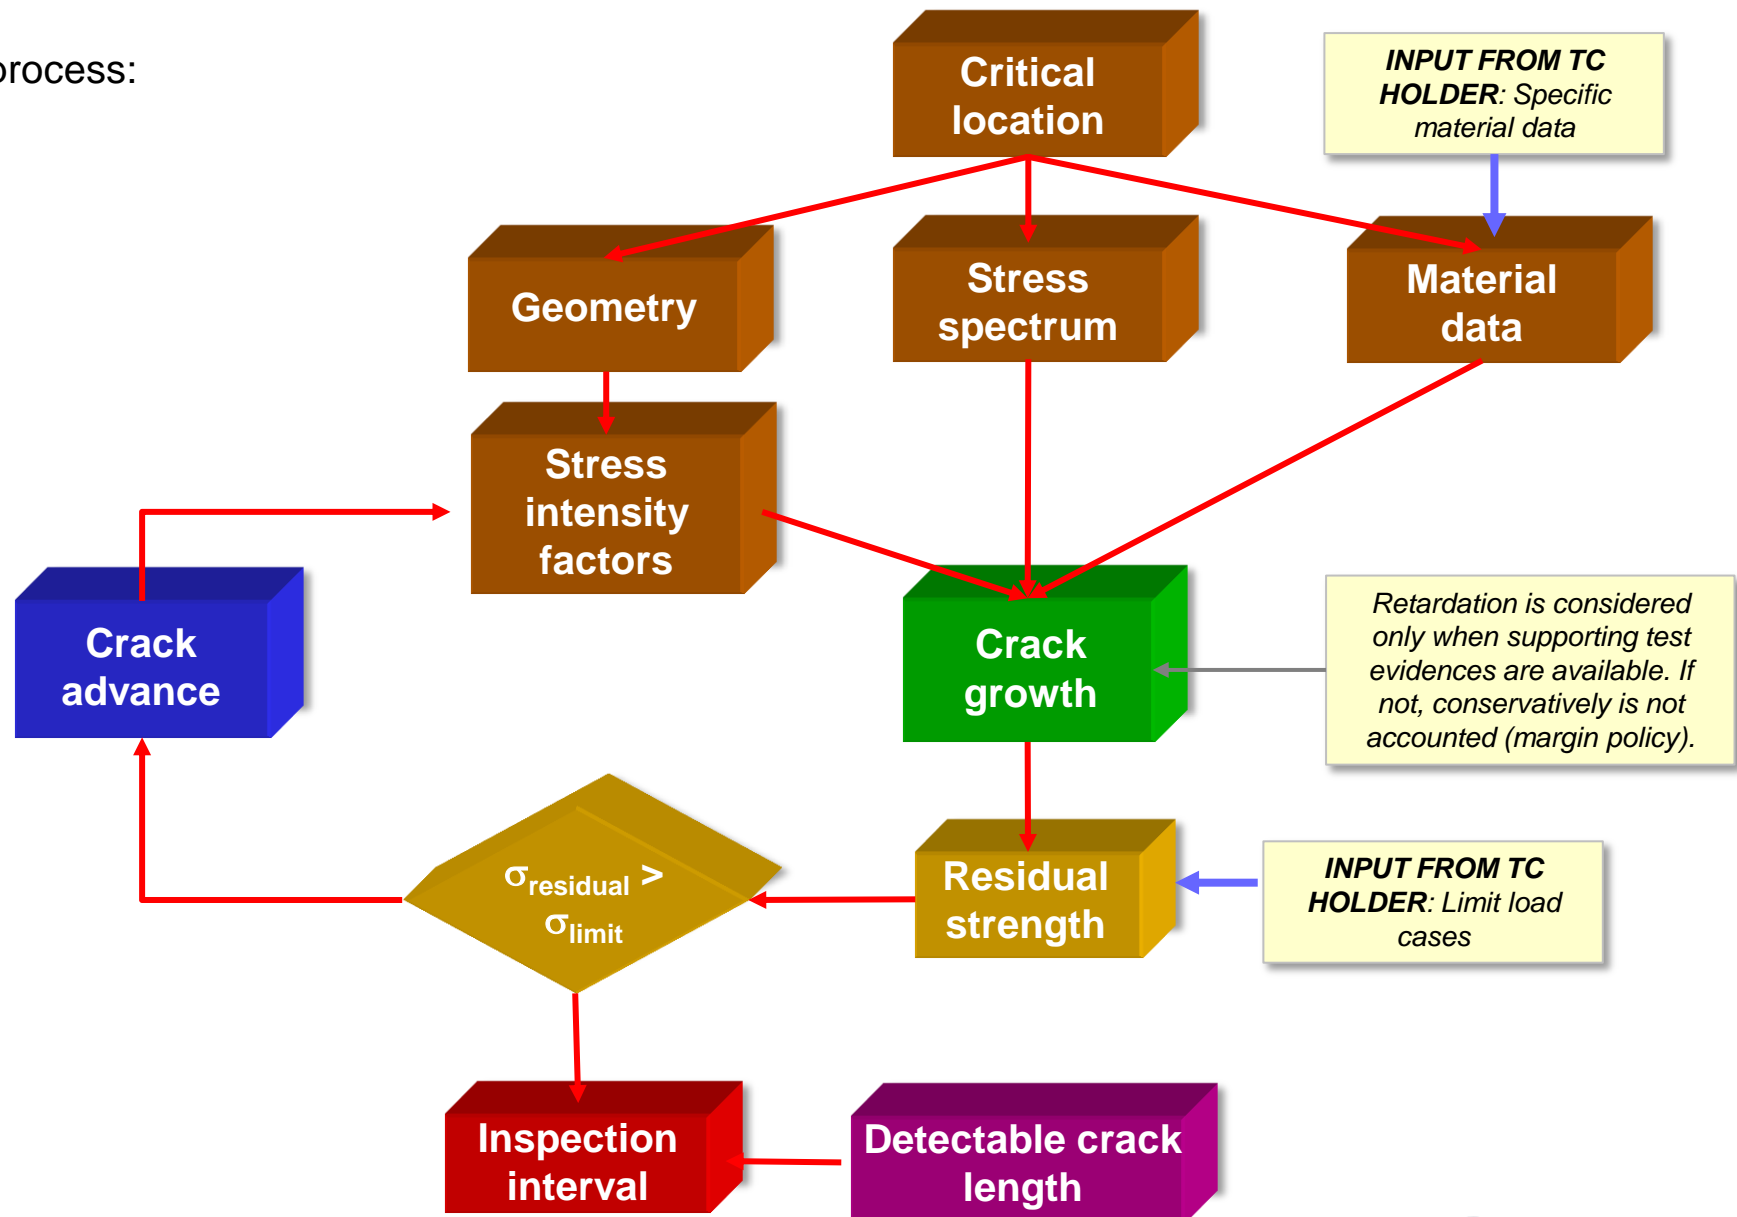 process:
Critical
location
INPUT FROM TC
HOLDER: Specific
material data
Geometry
Stress
spectrum
Material
data
Stress
intensity
factors
Crack
advance
Crack
growth
Retardation is considered
only when supporting test
evidences are available. If
not, conservatively is not
accounted (margin policy).
σresidual >
σlimit
Residual
strength
INPUT FROM TC
HOLDER: Limit load
cases
Inspection
interval
Detectable crack
length